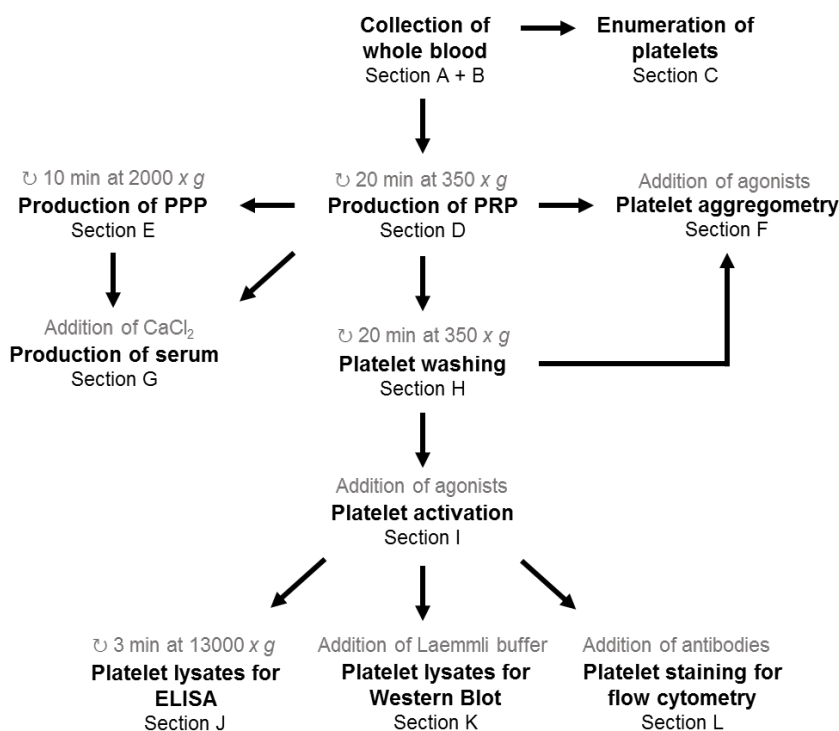 Collection of
whole blood
Section A + B
Enumeration of
platelets
Section C
↻ 10 min at 2000 x g
Production of PPP
Section E
↻ 20 min at 350 x g
Production of PRP
Section D
Addition of agonists
Platelet aggregometry
Section F
Addition of CaCl₂
Production of serum
Section G
↻ 20 min at 350 x g
Platelet washing
Section H
Addition of agonists
Platelet activation
Section I
↻ 3 min at 13000 x g
Platelet lysates for
ELISA
Section J
Addition of Laemmli buffer
Platelet lysates for
Western Blot
Section K
Addition of antibodies
Platelet staining for
flow cytometry
Section L